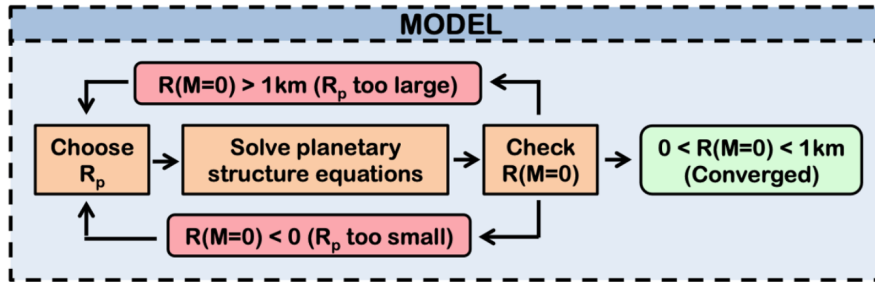 MODEL
R(M=0) > 1km (Rp too large)
Choose
Rp
Solve planetary
structure equations
Check
R(M=0)
0 < R(M=0) < 1km
(Converged)
R(M=0) < 0 (Rp too small)